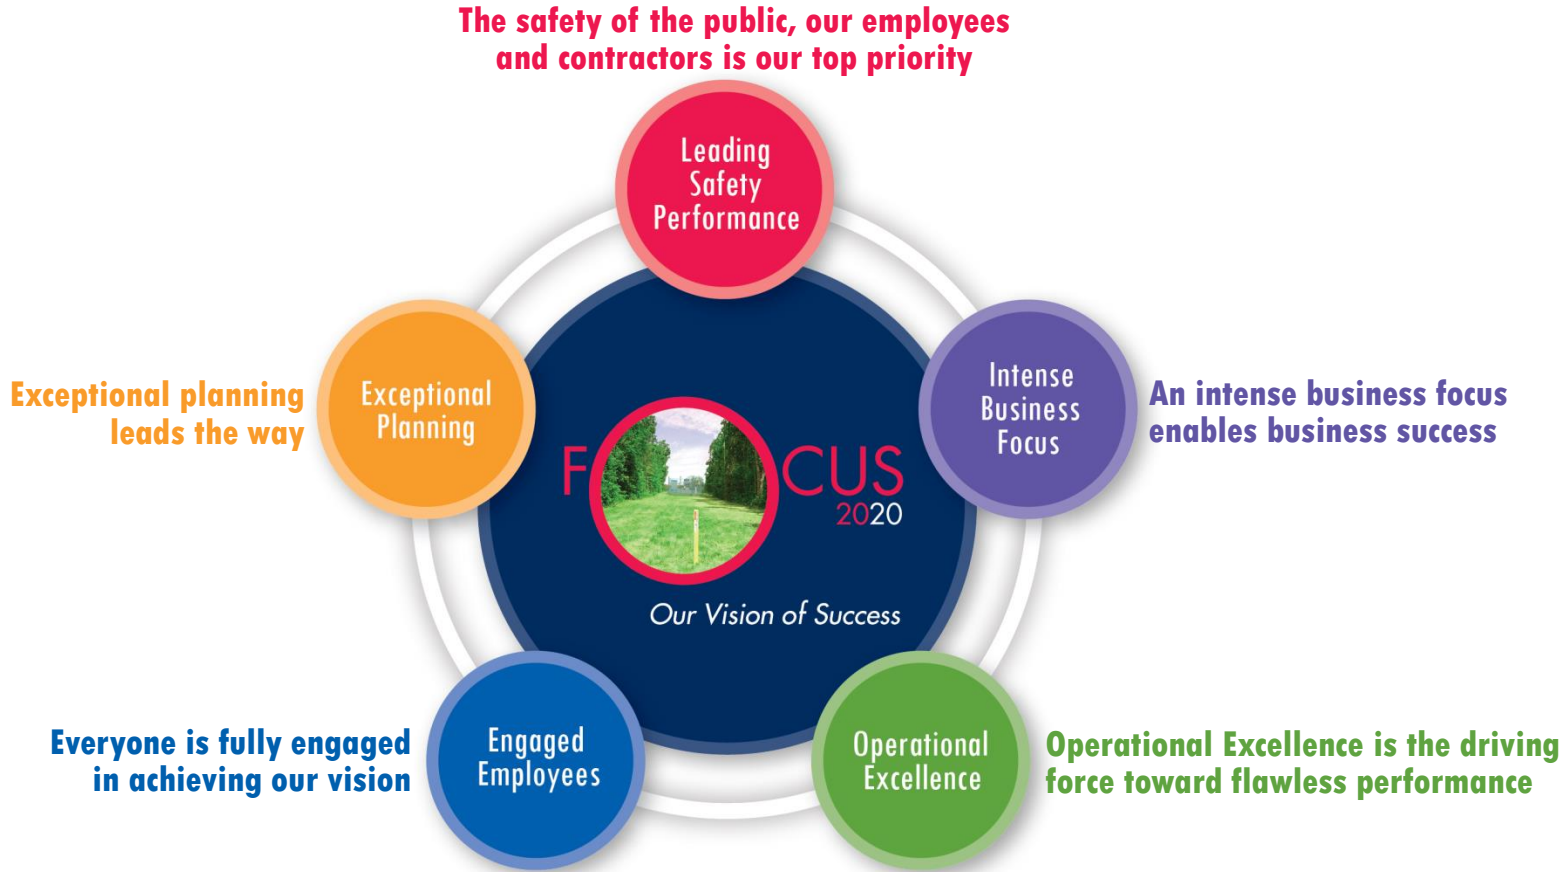 The safety of the public, our employees
and contractors is our top priority
Leading
Safety
Performance
Exceptional planning
leads the way
Exceptional
Planning
Intense
Business
Focus
An intense business focus
enables business success
FOCUS
2020
Our Vision of Success
Everyone is fully engaged
in achieving our vision
Engaged
Employees
Operational
Excellence
Operational Excellence is the driving
force toward flawless performance